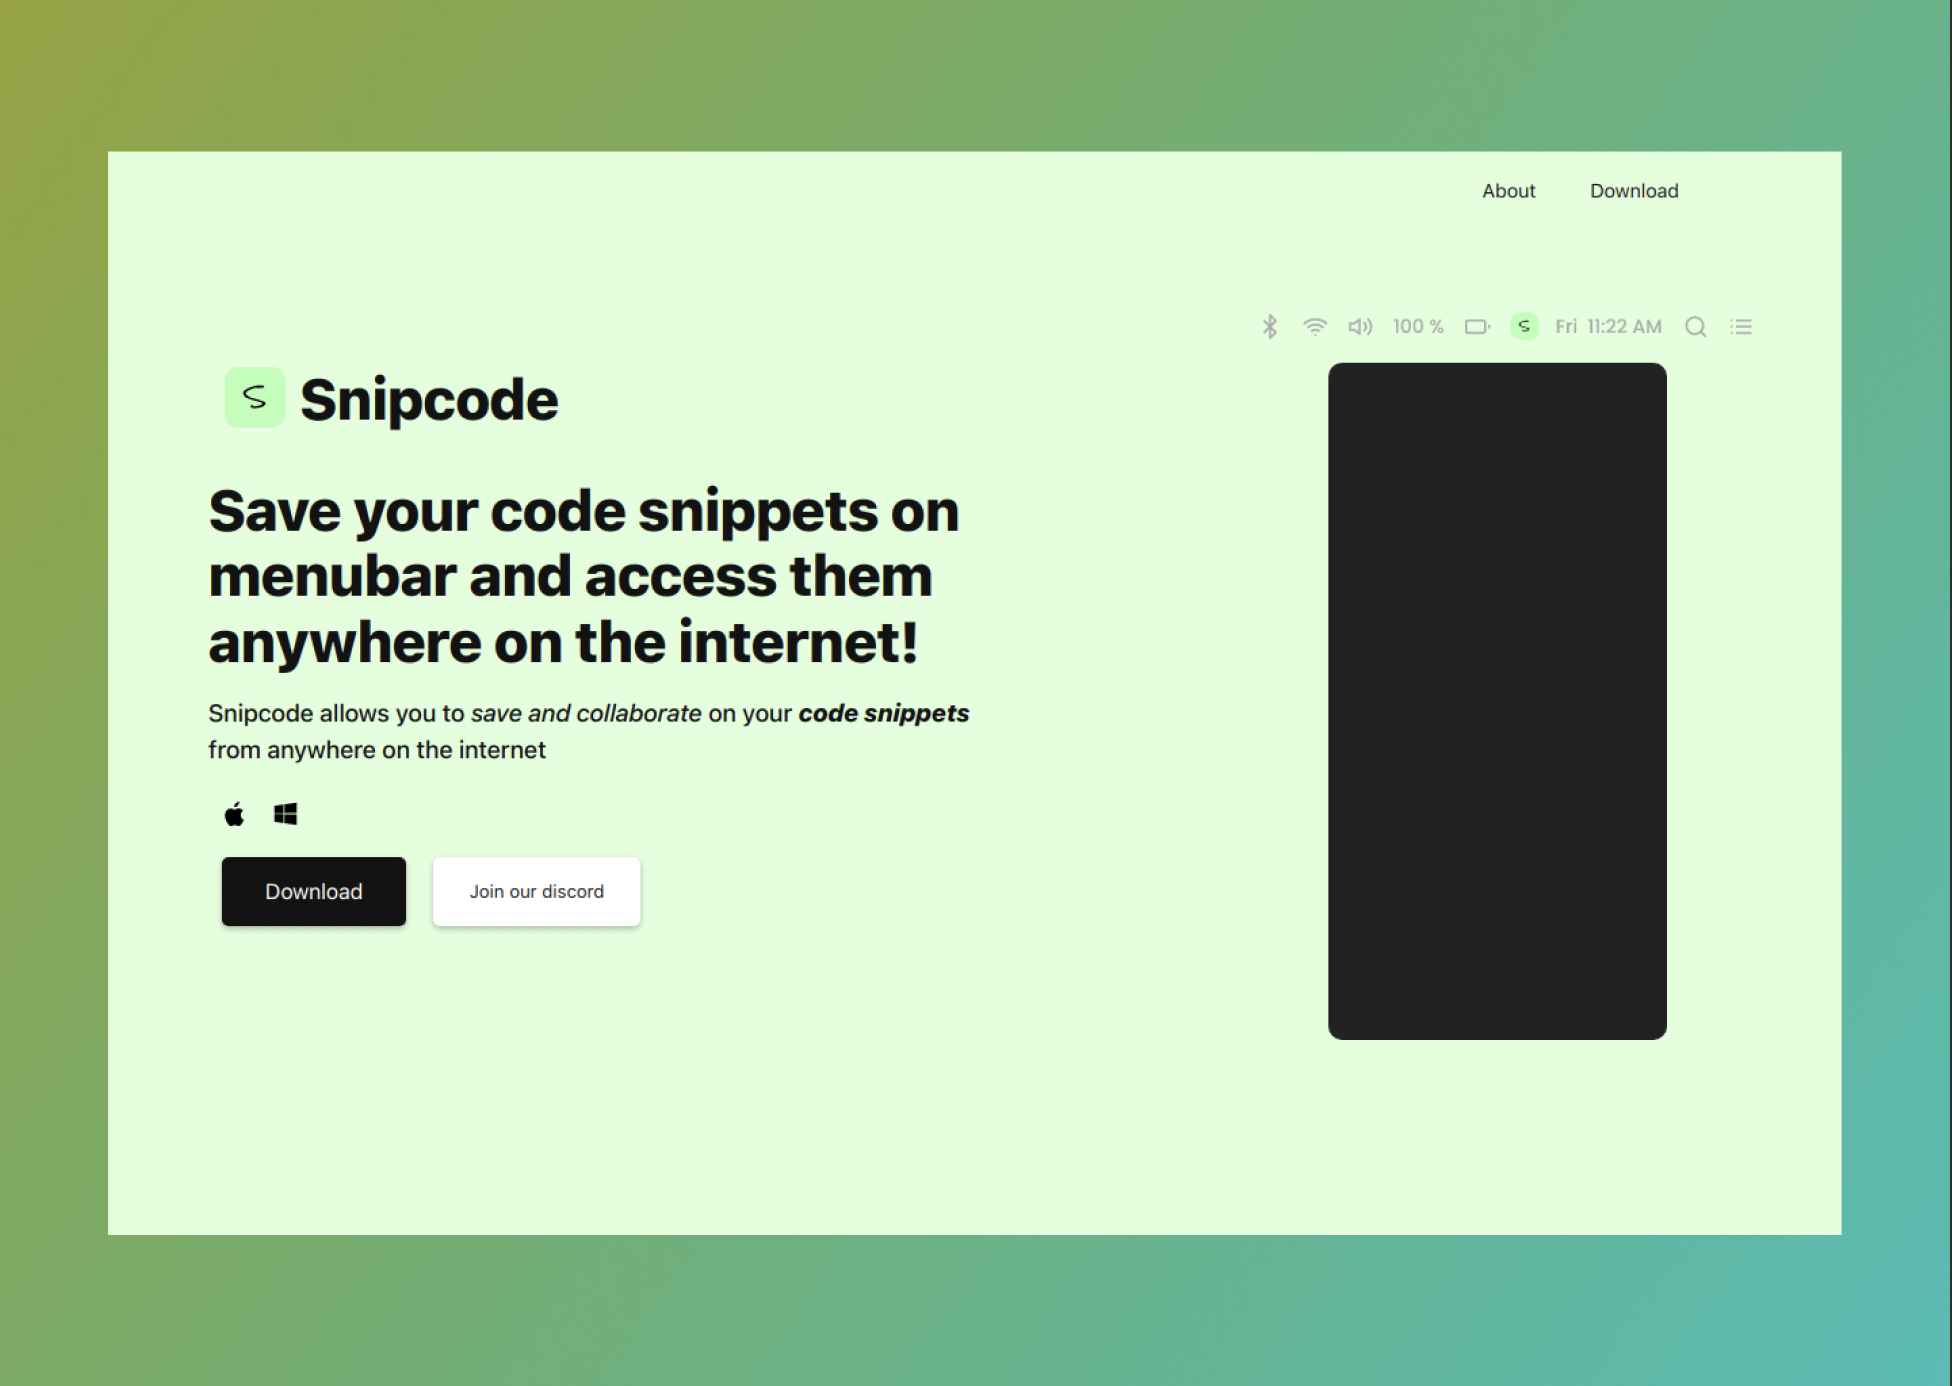 About Download
100 % Fri 11:22 AM
Snipcode
Save your code snippets on
menubar and access them
anywhere on the internet!
Snipcode allows you to save and collaborate on your code snippets
from anywhere on the internet
Download Join our discord